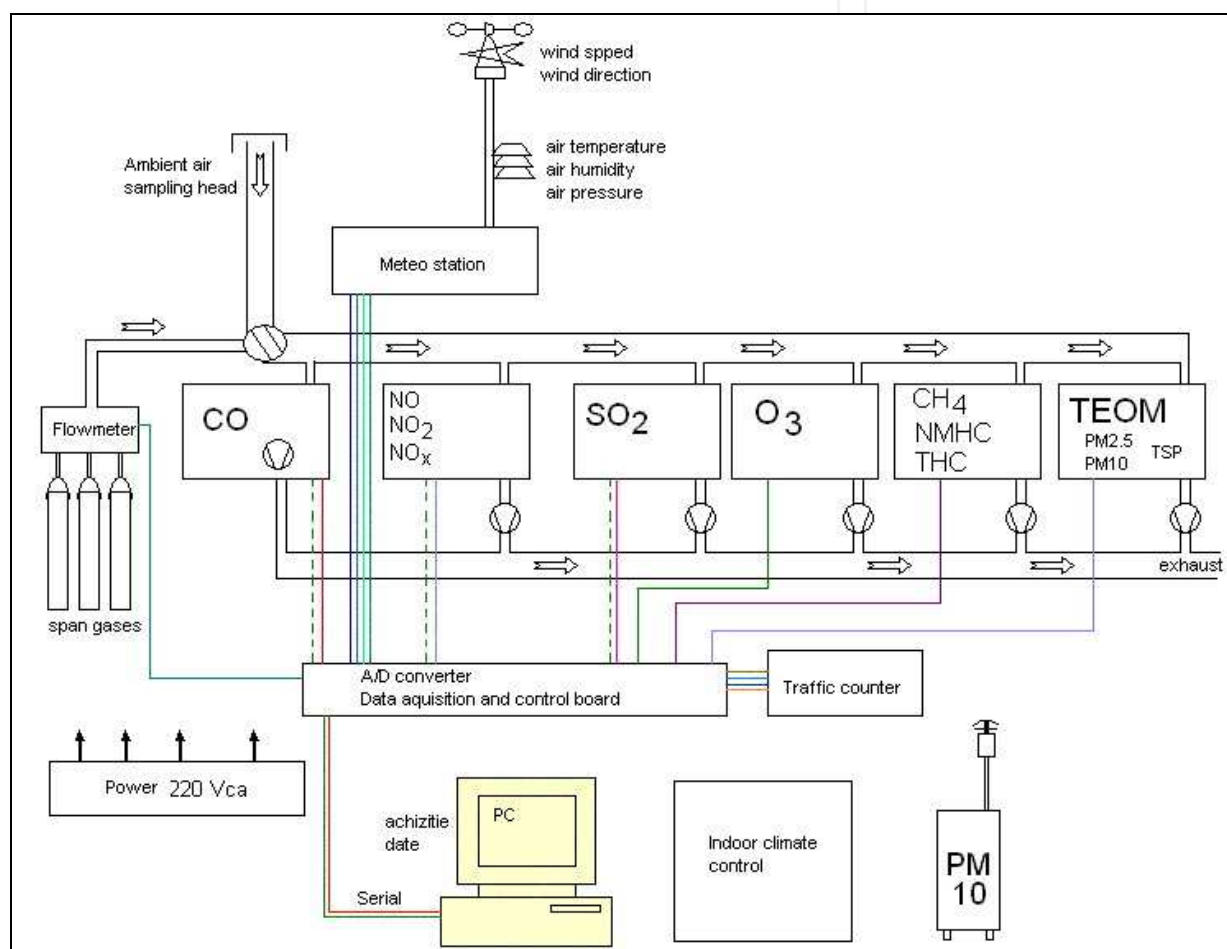 wind spped
wind direction
air temperature
air humidity
air pressure
Ambient air
sampling head
Meteo station
Flowmeter
CO
NO
NO2
NOx
SO2
O3
CH4
NMHC
THC
TEOM
PM2.5
TSP
PM10
exhaust
span gases
A/D converter
Data aquisition and control board
Traffic counter
Power 220 Vca
achizitie
date
PC
Serial
Indoor climate
control
PM
10